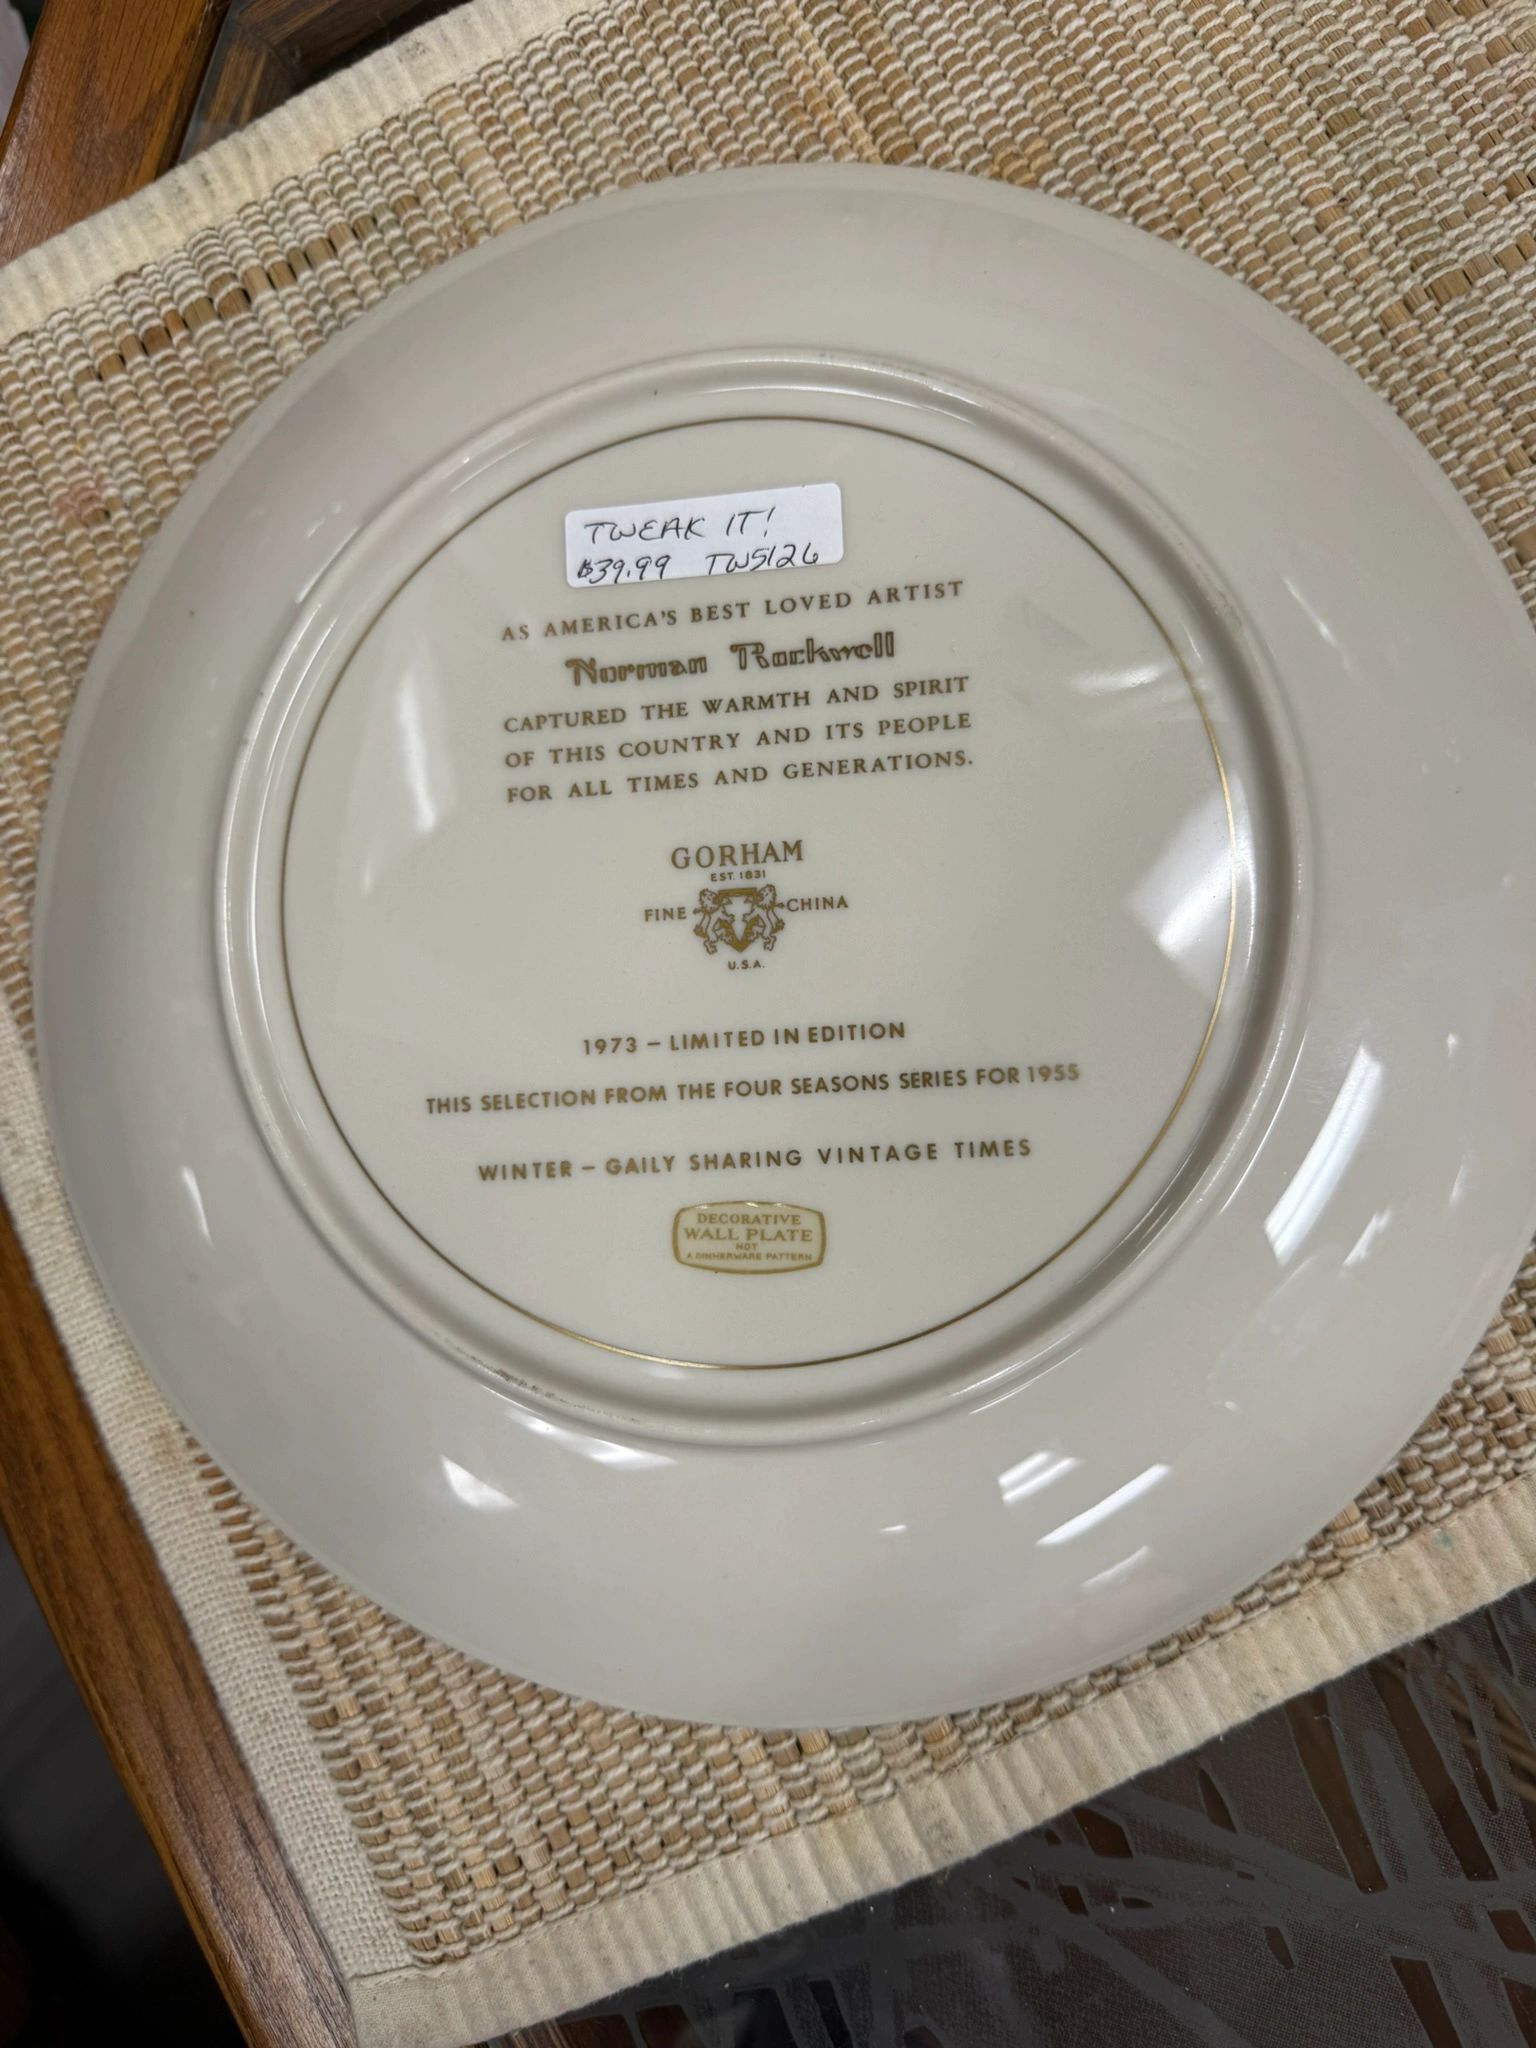 TWEAK IT!
$39.99 TW5126
AS AMERICA'S BEST LOVED ARTIST
Norman Rockwell
CAPTURED THE WARMTH AND SPIRIT
OF THIS COUNTRY AND ITS PEOPLE
FOR ALL TIMES AND GENERATIONS.
GORHAM
EST. 1831
FINE CHINA
U.S.A.
1973 – LIMITED IN EDITION
THIS SELECTION FROM THE FOUR SEASONS SERIES FOR 1955
WINTER – GAILY SHARING VINTAGE TIMES
DECORATIVE
WALL PLATE
NOT
A DINNERWARE PATTERN